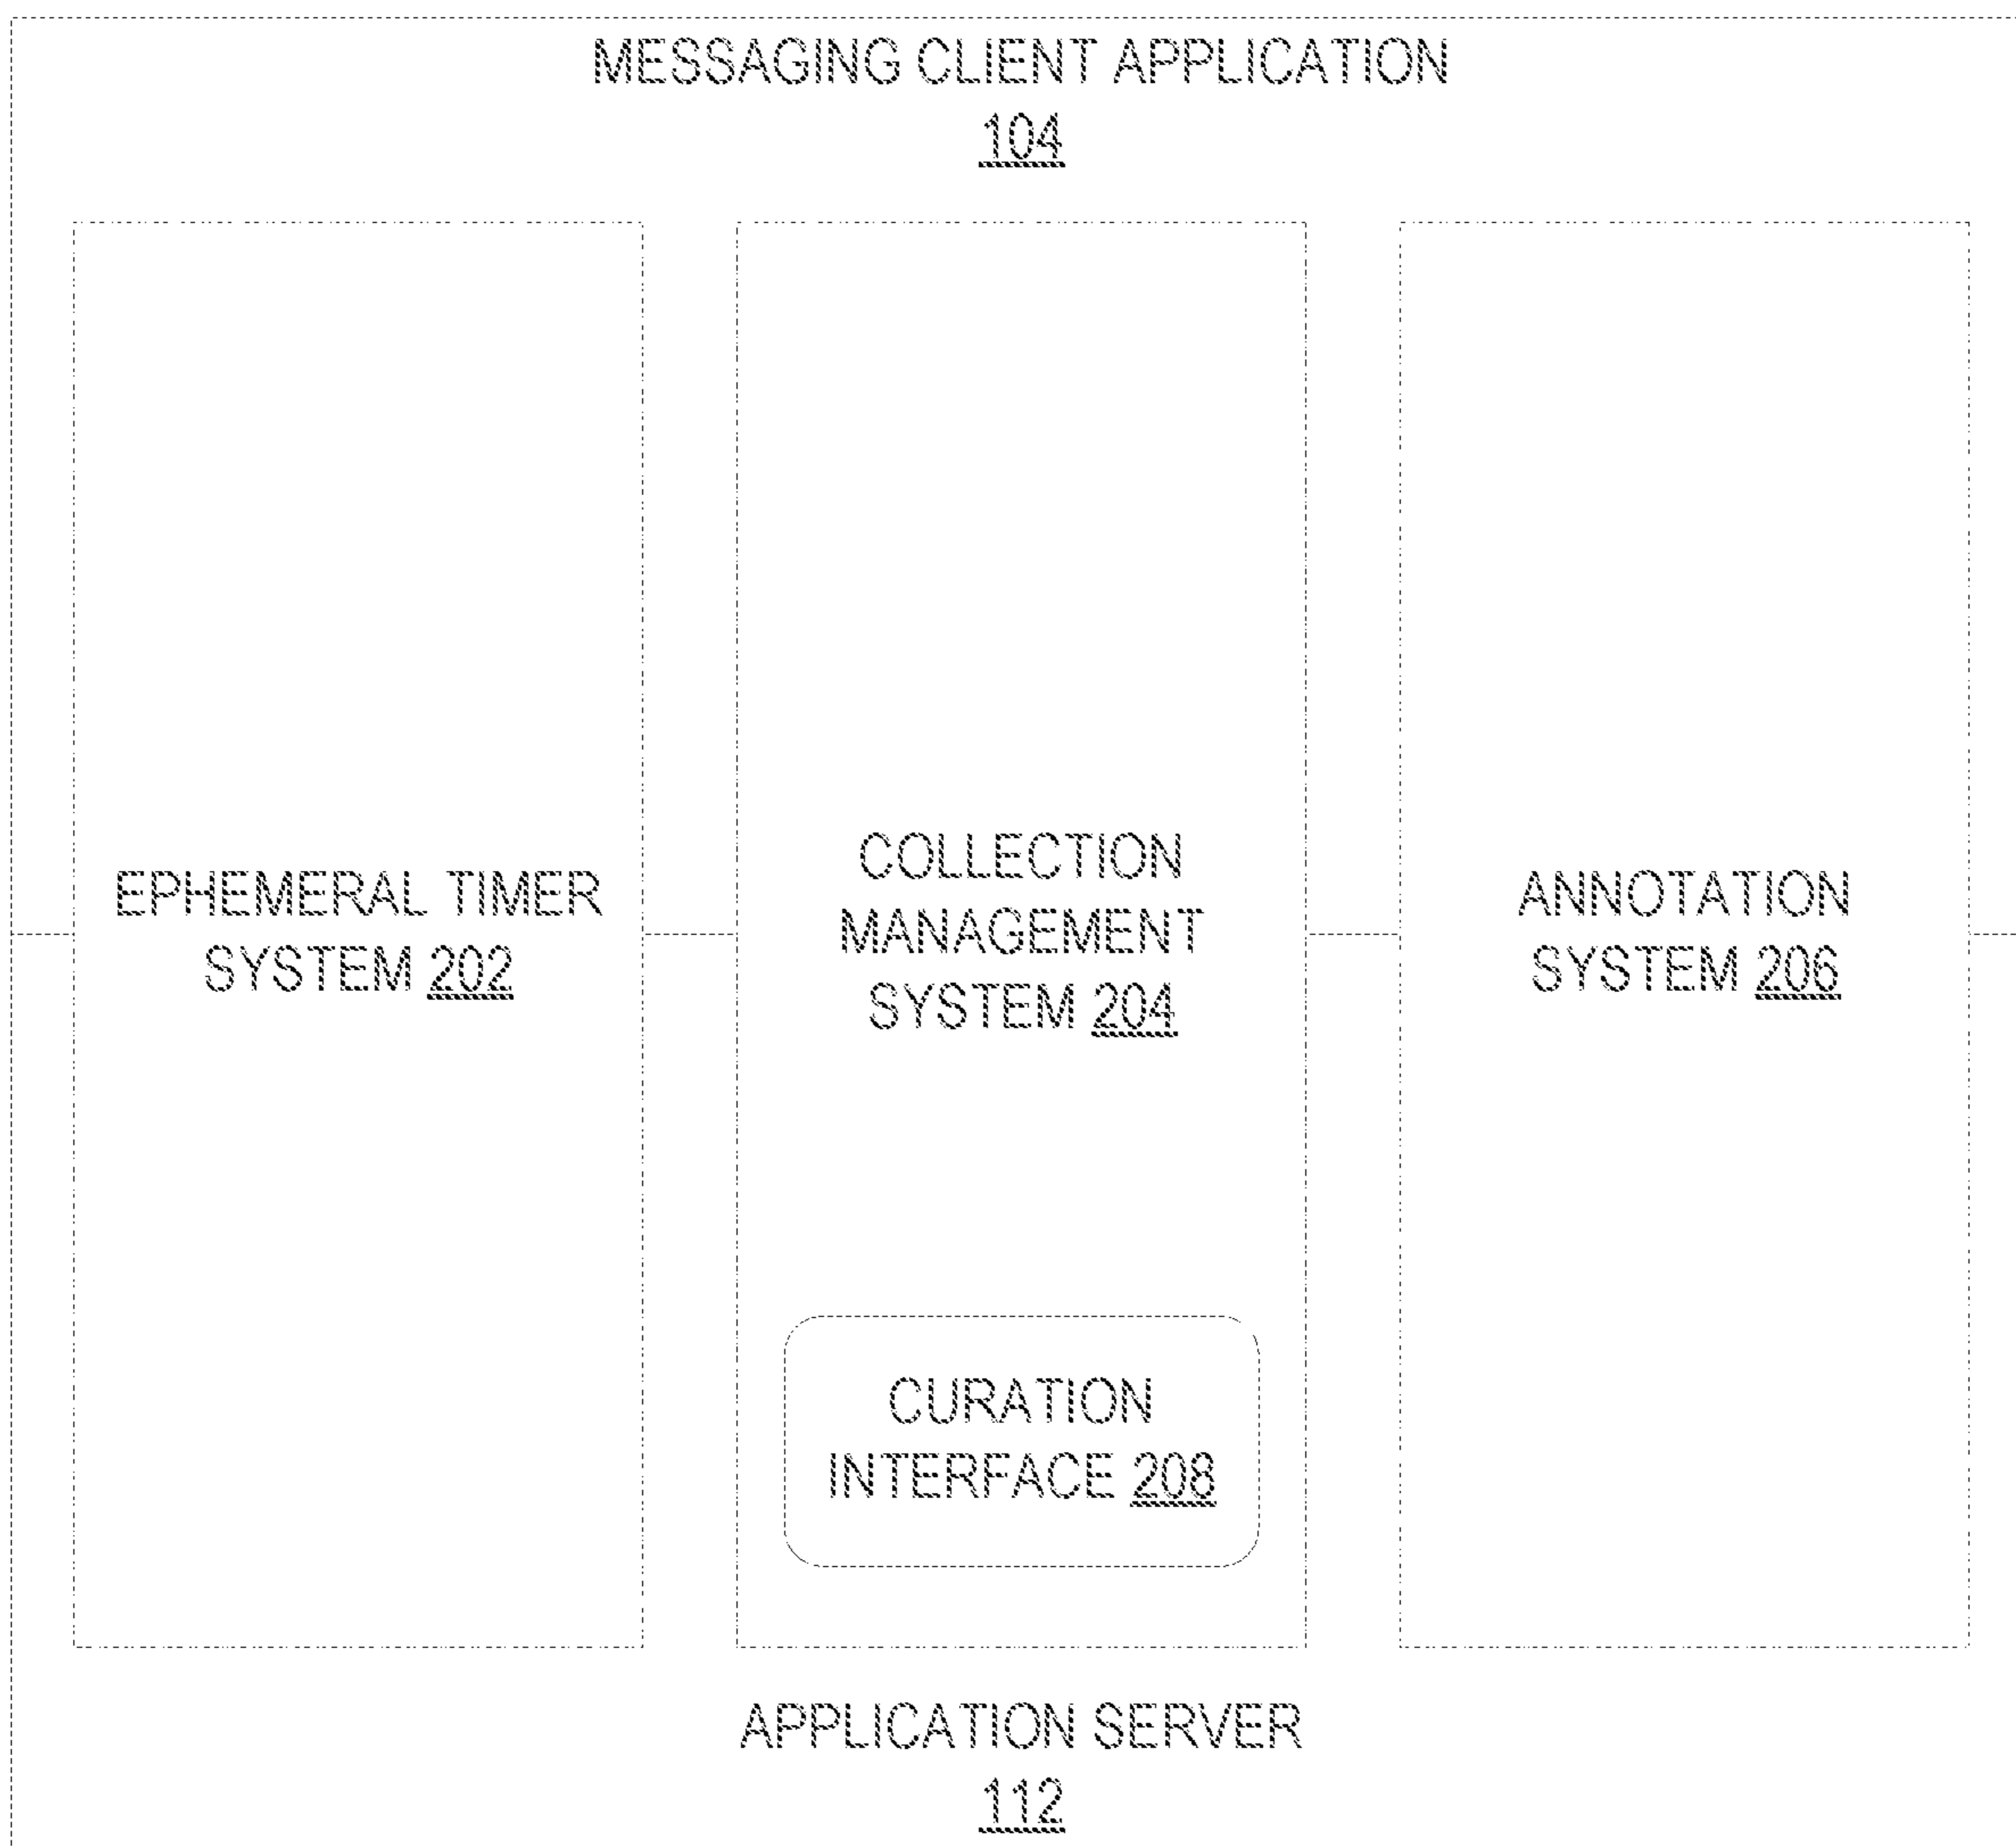 MESSAGING CLIENT APPLICATION
104
EPHEMERAL TIMER
SYSTEM 202
COLLECTION
MANAGEMENT
SYSTEM 204
ANNOTATION
SYSTEM 206
CURATION
INTERFACE 208
APPLICATION SERVER
112